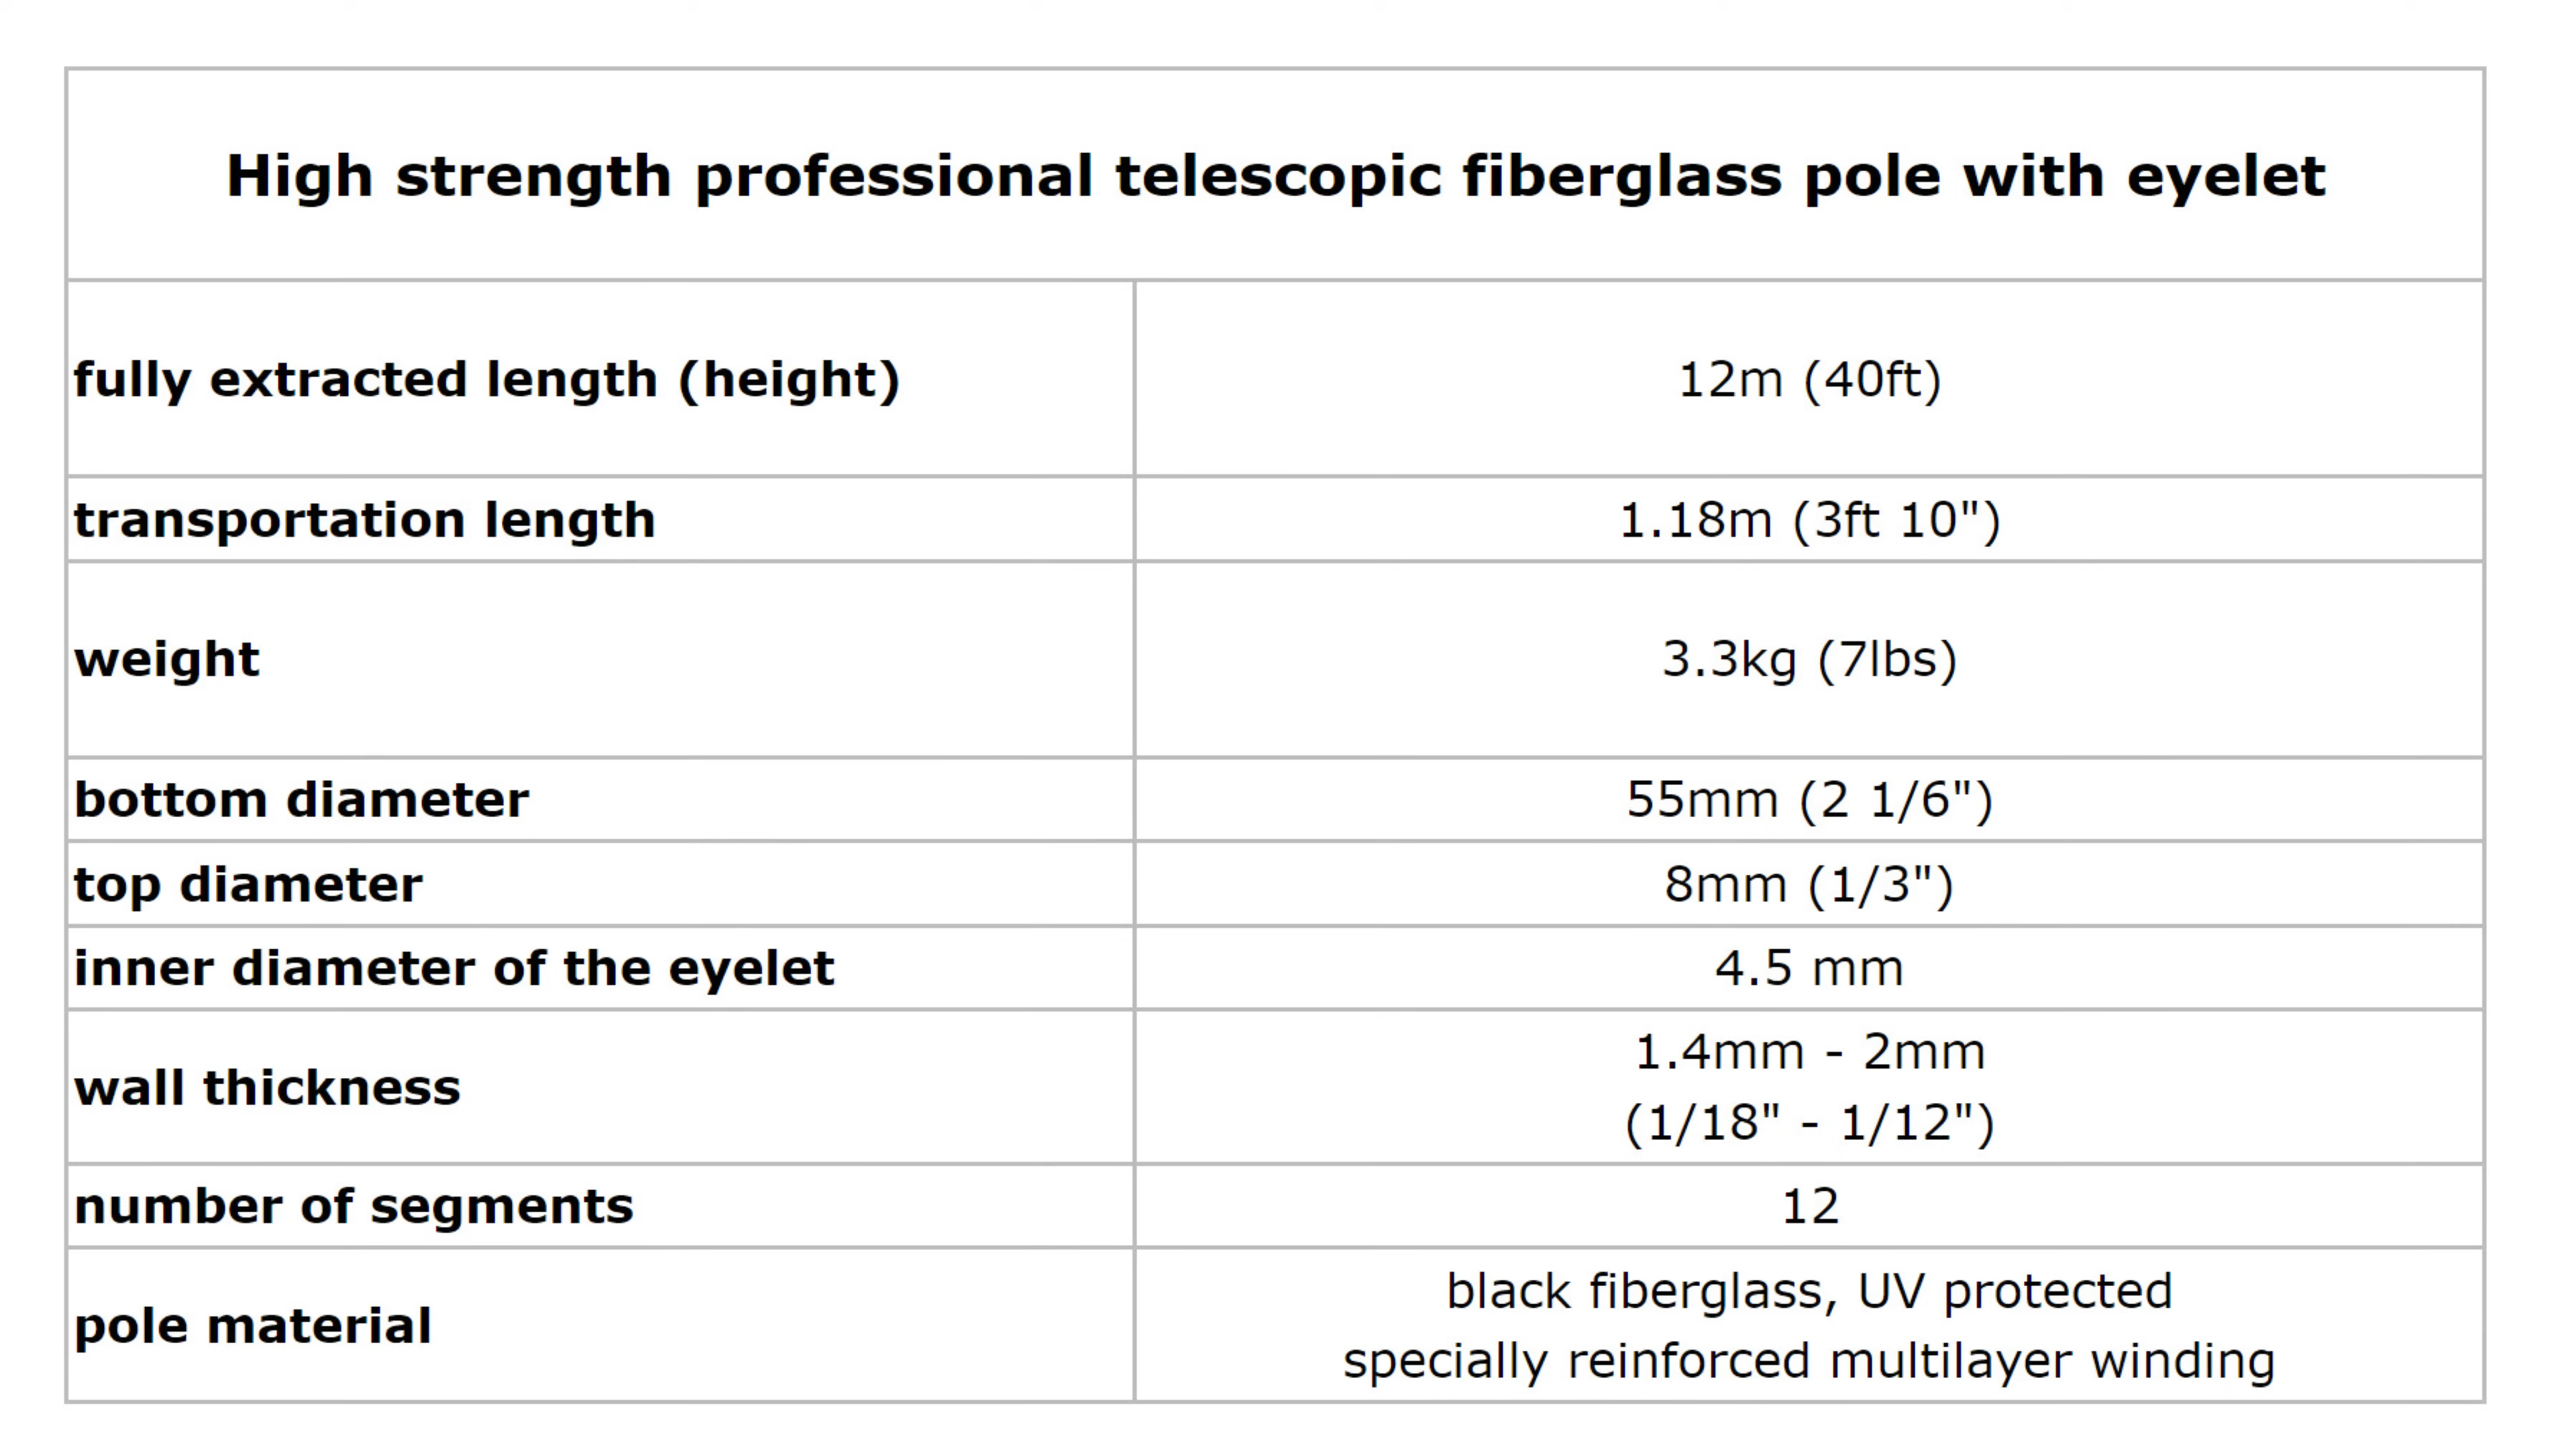 High strength professional telescopic fiberglass pole with eyelet
fully extracted length (height)
12m (40ft)
transportation length
1.18m (3ft 10")
weight
3.3kg (7lbs)
bottom diameter
55mm (2 1/6")
top diameter
8mm (1/3")
inner diameter of the eyelet
4.5 mm
wall thickness
1.4mm - 2mm
(1/18" - 1/12")
number of segments
12
pole material
black fiberglass, UV protected
specially reinforced multilayer winding